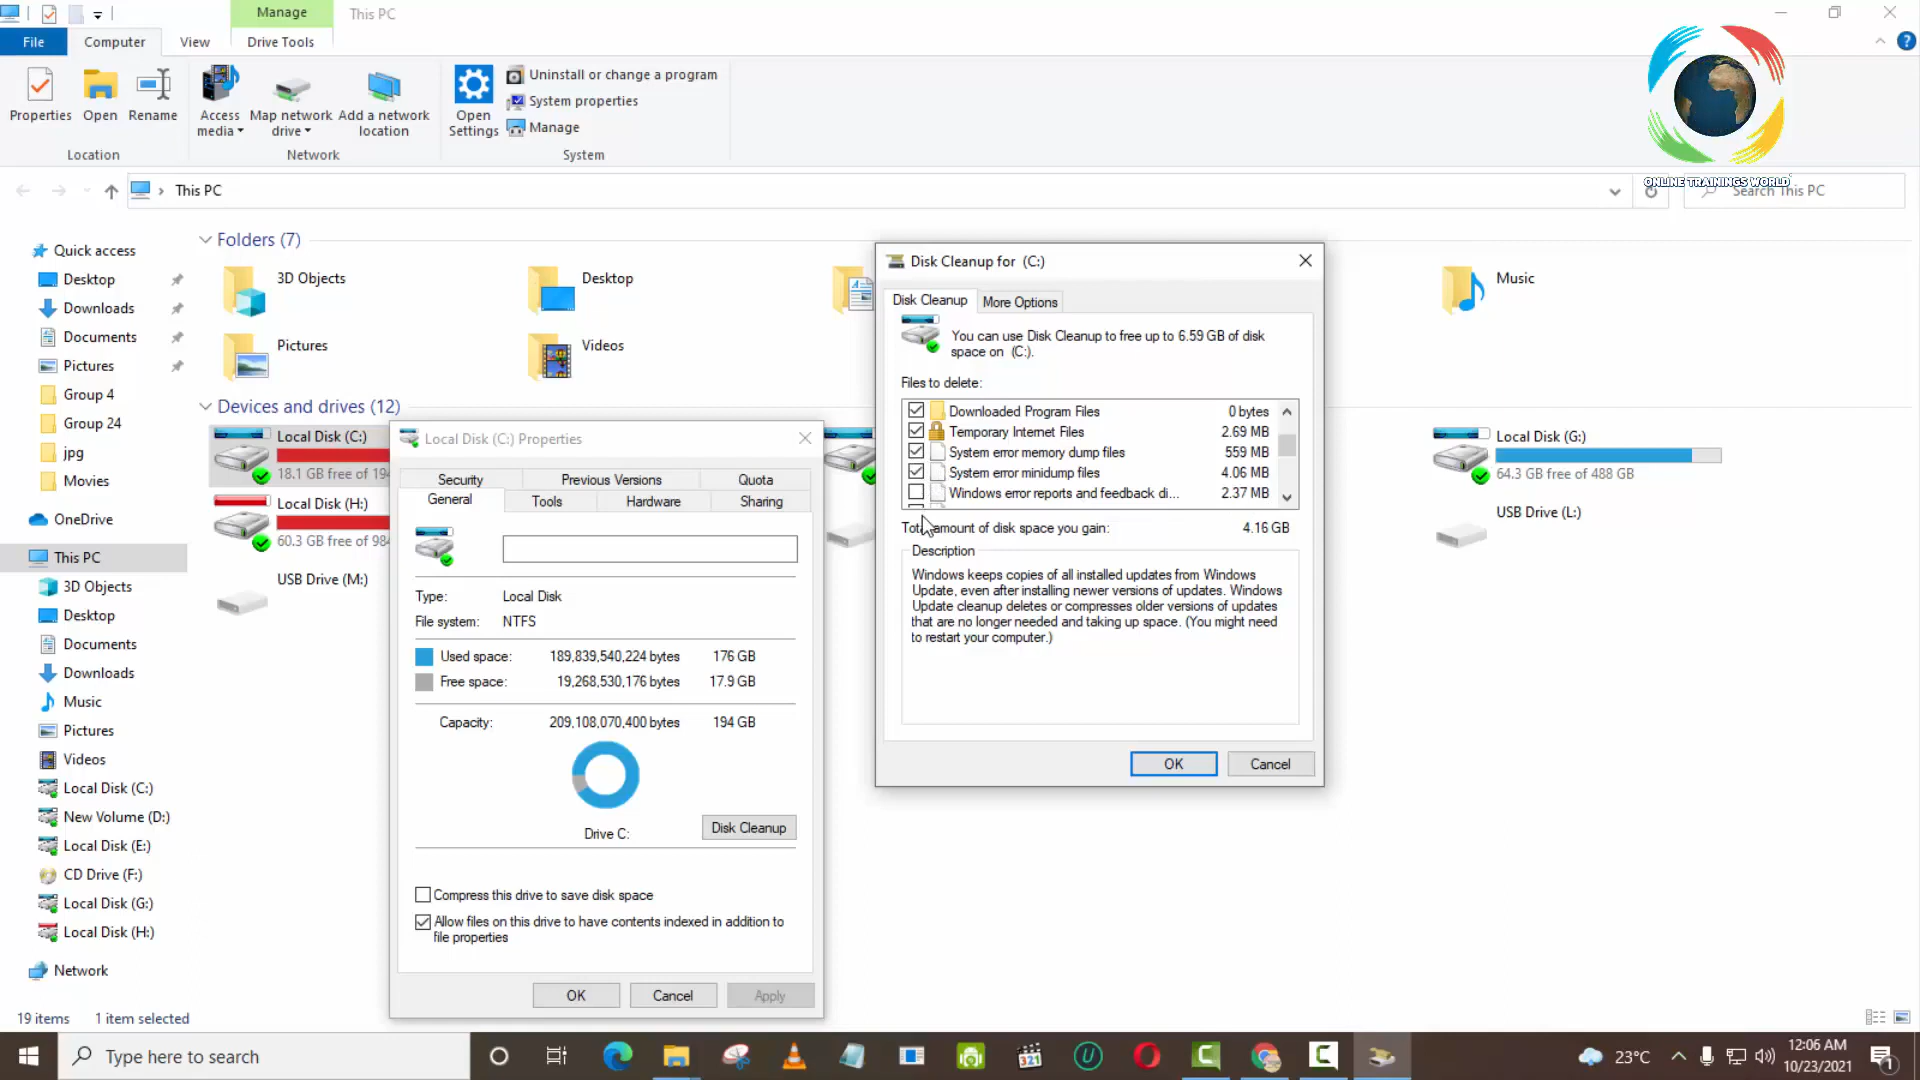 Manage
This PC
File
Computer
View
Drive Tools
Properties
Open
Rename
Access media
Map network drive
Add a network location
Open Settings
Uninstall or change a program
System properties
Manage
Location
Network
System
ONLINE TRAININGS WORLD
This PC
Search This PC
Quick access
Desktop
Downloads
Documents
Pictures
Group 4
Group 24
jpg
Movies
OneDrive
This PC
3D Objects
Desktop
Documents
Downloads
Music
Pictures
Videos
Local Disk (C:)
New Volume (D:)
Local Disk (E:)
CD Drive (F:)
Local Disk (G:)
Local Disk (H:)
Network
Folders (7)
3D Objects
Desktop
Music
Pictures
Videos
Devices and drives (12)
Local Disk (C:)
18.1 GB free of 194
Local Disk (H:)
60.3 GB free of 984
USB Drive (M:)
Local Disk (G:)
64.3 GB free of 488 GB
USB Drive (L:)
Local Disk (C:) Properties
Security
Previous Versions
Quota
General
Tools
Hardware
Sharing
Type: Local Disk
File system: NTFS
Used space: 189,839,540,224 bytes 176 GB
Free space: 19,268,530,176 bytes 17.9 GB
Capacity: 209,108,070,400 bytes 194 GB
Drive C:
Disk Cleanup
Compress this drive to save disk space
Allow files on this drive to have contents indexed in addition to
file properties
OK
Cancel
Apply
Disk Cleanup for (C:)
Disk Cleanup
More Options
You can use Disk Cleanup to free up to 6.59 GB of disk
space on (C:).
Files to delete:
Downloaded Program Files 0 bytes
Temporary Internet Files 2.69 MB
System error memory dump files 559 MB
System error minidump files 4.06 MB
Windows error reports and feedback di... 2.37 MB
Total amount of disk space you gain: 4.16 GB
Description
Windows keeps copies of all installed updates from Windows
Update, even after installing newer versions of updates. Windows
Update cleanup deletes or compresses older versions of updates
that are no longer needed and taking up space. (You might need
to restart your computer.)
OK
Cancel
19 items
1 item selected
Type here to search
321
23°C
12:06 AM
10/23/2021
1